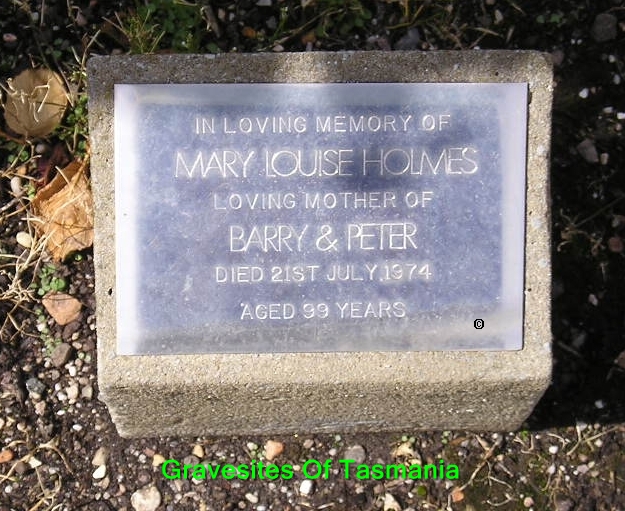 IN LOVING MEMORY OF
MARY LOUISE HOLMES
LOVING MOTHER OF
BARRY & PETER
DIED 21ST JULY, 1974
AGED 99 YEARS
©
Gravesites Of Tasmania